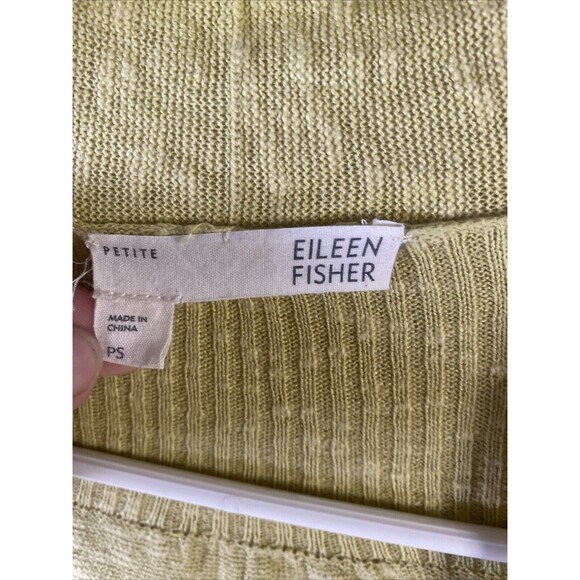 PETITE
EILEEN
FISHER
MADE IN
CHINA
PS